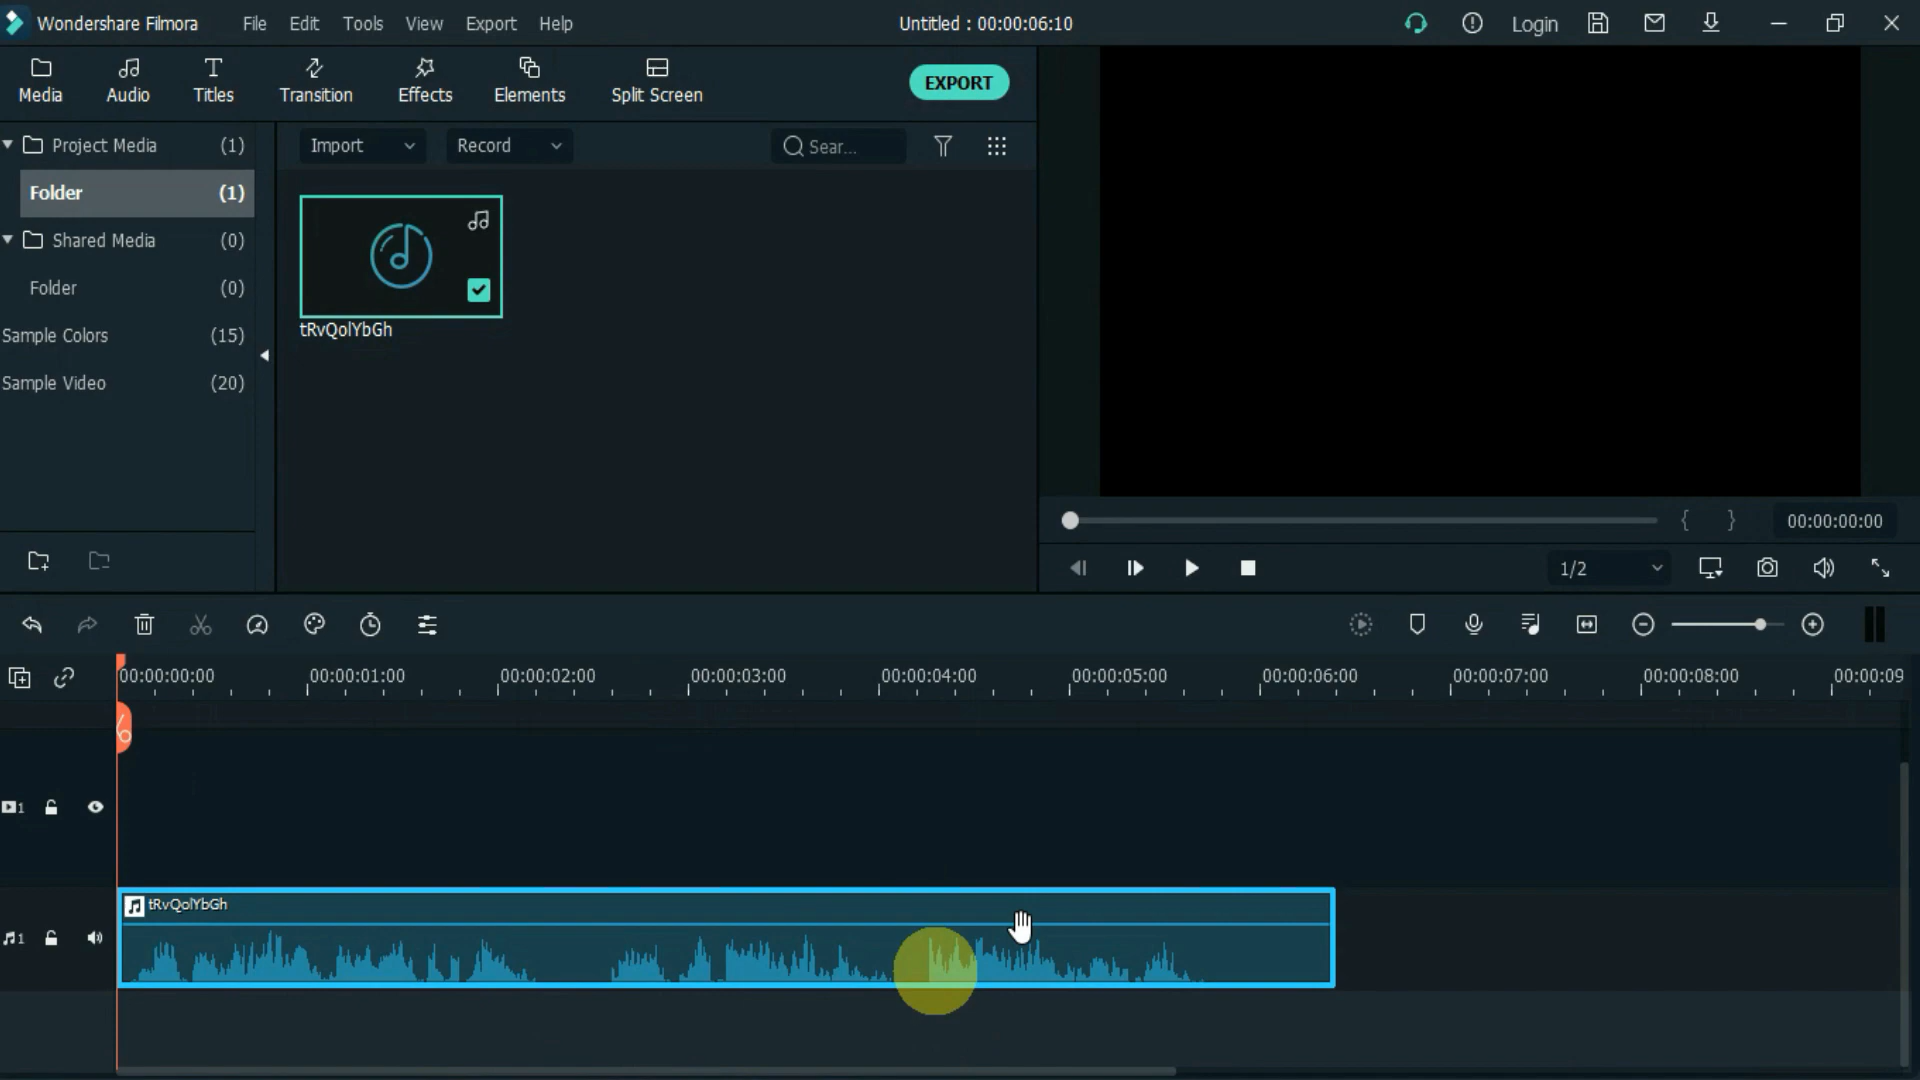 Wondershare Filmora File Edit Tools View Export Help Untitled : 00:00:06:10 Login
Media Audio Titles Transition Effects Elements Split Screen EXPORT
Project Media (1)
Folder (1)
Shared Media (0)
Folder (0)
Sample Colors (15)
Sample Video (20)
Import Record Sear...
tRvQolYbGh
{ } 00:00:00:00
1/2
00:00:00:00 00:00:01:00 00:00:02:00 00:00:03:00 00:00:04:00 00:00:05:00 00:00:06:00 00:00:07:00 00:00:08:00 00:00:09
1
tRvQolYbGh
1